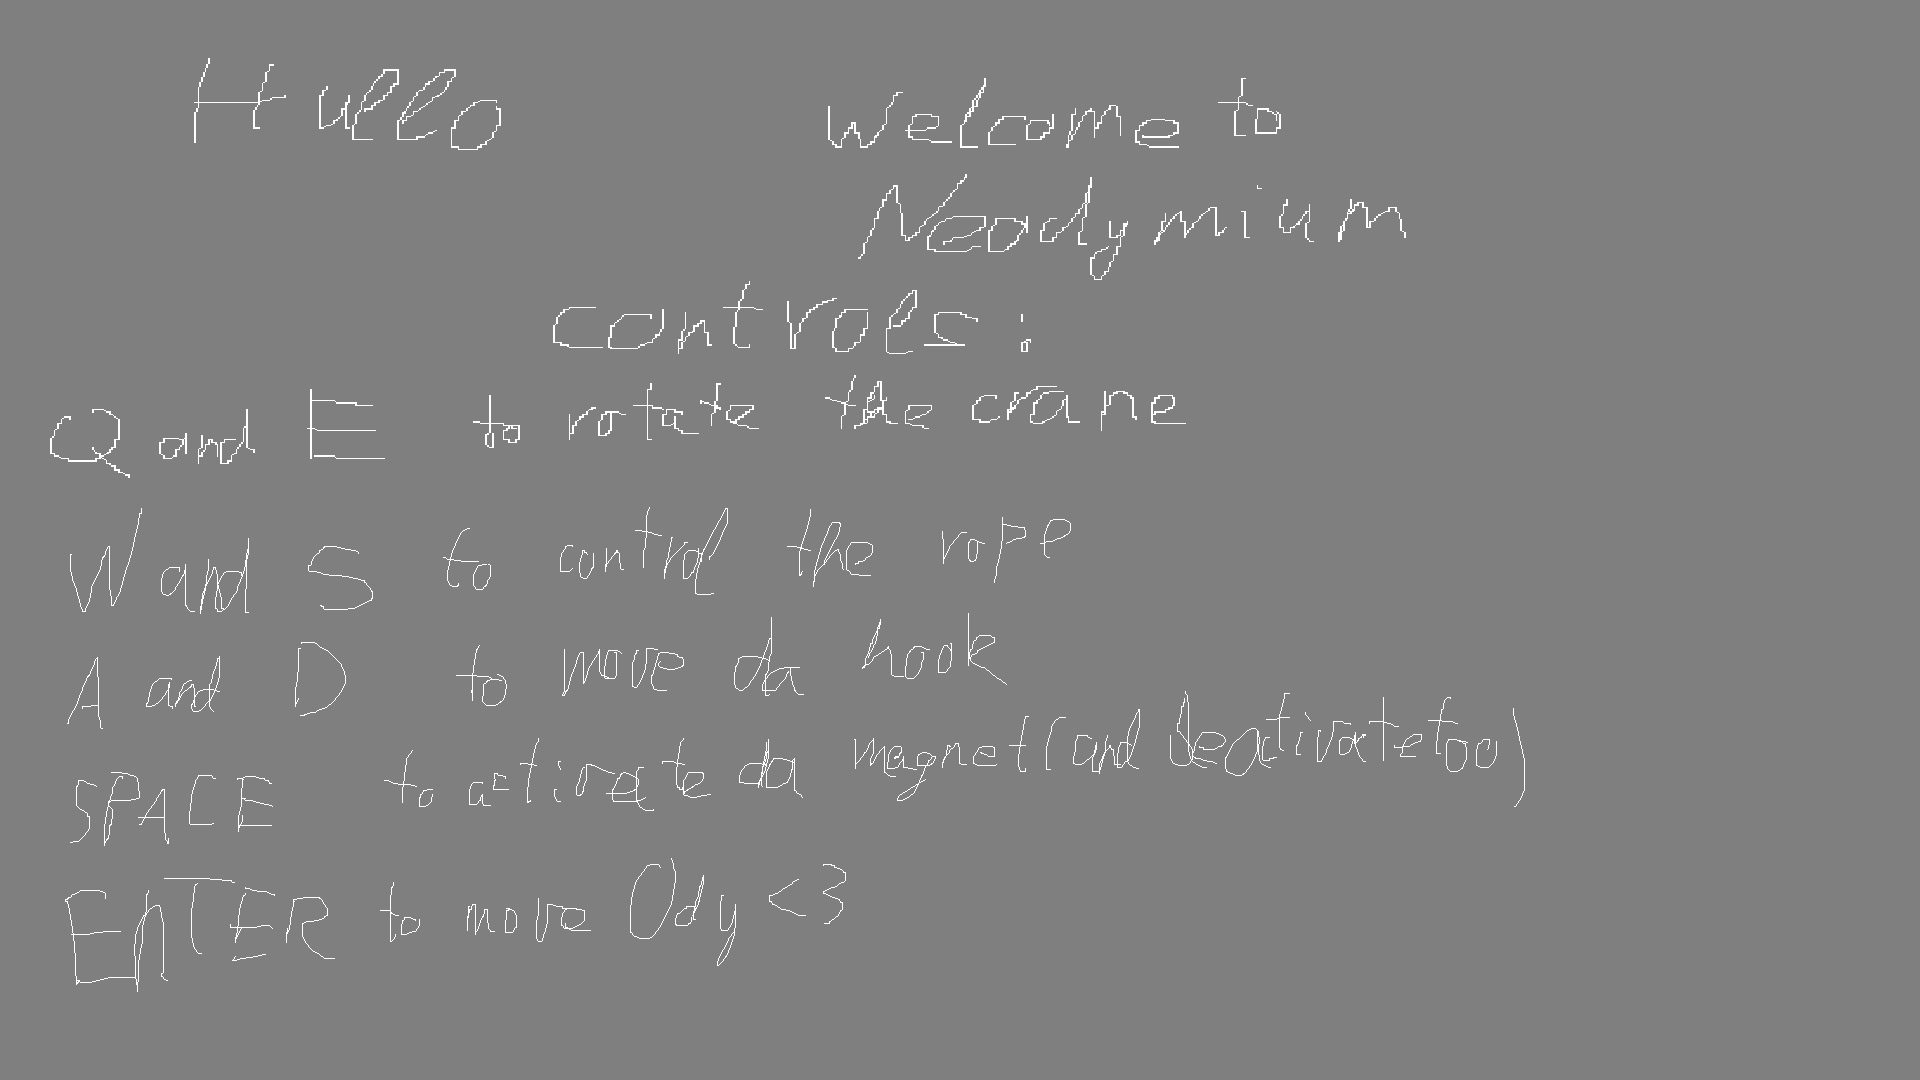 Hullo
Welcome to
Neodymium
controls:
Q and E to rotate the crane
W and S to control the rope
A and D to move da hook
SPACE to activate da magnet (and deactivate too)
EnTER to move Ody <3